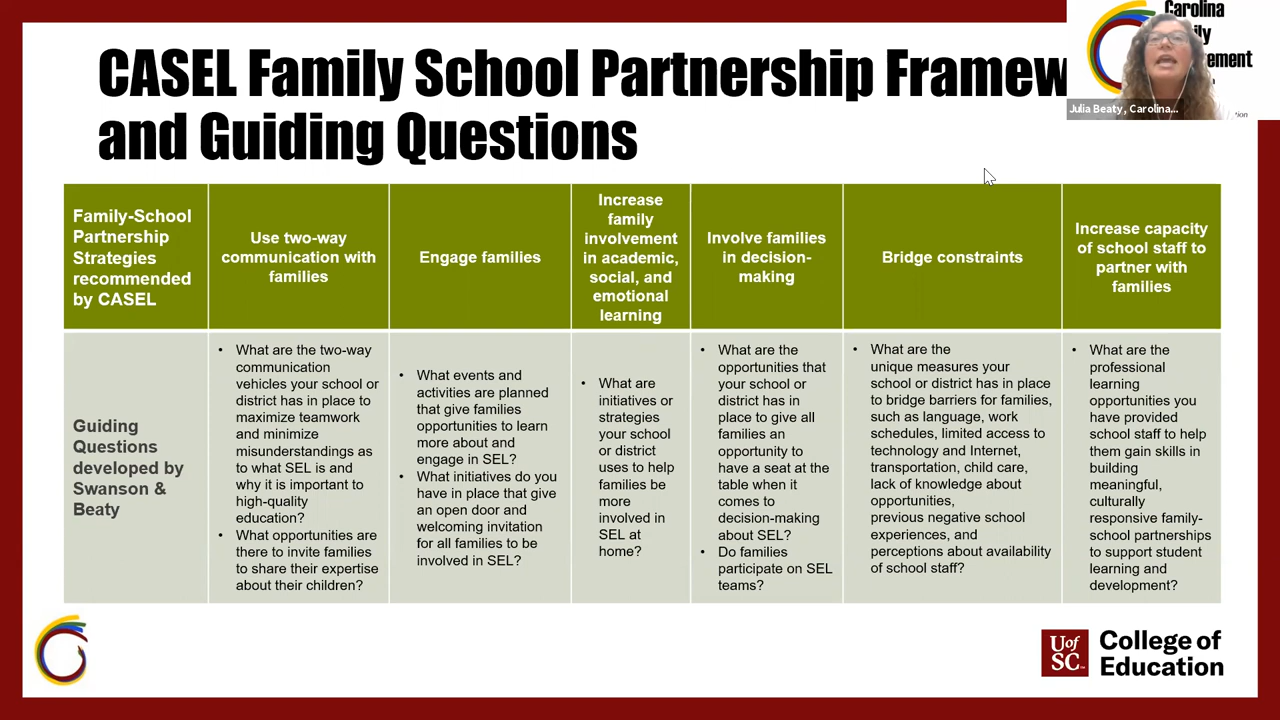 CASEL Family School Partnership Framew
and Guiding Questions
Carolina
ily
ement
Julia Beaty, Carolina...
Family-School
Partnership
Strategies
recommended
by CASEL
Use two-way
communication with
families
Engage families
Increase
family
involvement
in academic,
social, and
emotional
learning
Involve families
in decision-
making
Bridge constraints
Increase capacity
of school staff to
partner with
families
Guiding
Questions
developed by
Swanson &
Beaty
• What are the two-way
communication
vehicles your school or
district has in place to
maximize teamwork
and minimize
misunderstandings as
to what SEL is and
why it is important to
high-quality
education?
• What opportunities are
there to invite families
to share their expertise
about their children?
• What events and
activities are planned
that give families
opportunities to learn
more about and
engage in SEL?
• What initiatives do you
have in place that give
an open door and
welcoming invitation
for all families to be
involved in SEL?
• What are
initiatives or
strategies
your school
or district
uses to help
families be
more
involved in
SEL at
home?
• What are the
opportunities that
your school or
district has in
place to give all
families an
opportunity to
have a seat at the
table when it
comes to
decision-making
about SEL?
• Do families
participate on SEL
teams?
• What are the
unique measures your
school or district has in place
to bridge barriers for families,
such as language, work
schedules, limited access to
technology and Internet,
transportation, child care,
lack of knowledge about
opportunities,
previous negative school
experiences, and
perceptions about availability
of school staff?
• What are the
professional
learning
opportunities you
have provided
school staff to help
them gain skills in
building
meaningful,
culturally
responsive family-
school partnerships
to support student
learning and
development?
UofSC
College of
Education